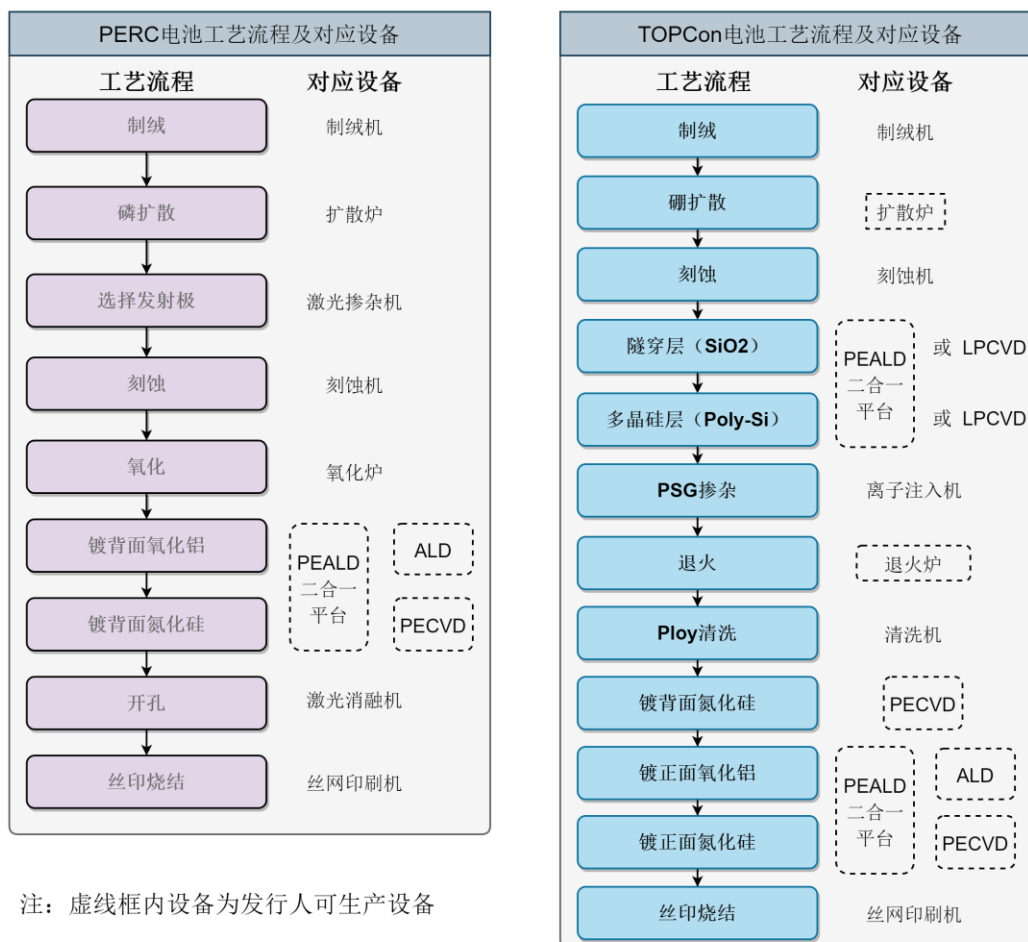 PERC电池工艺流程及对应设备
工艺流程 对应设备
制绒 制绒机
磷扩散 扩散炉
选择发射极 激光掺杂机
刻蚀 刻蚀机
氧化 氧化炉
镀背面氧化铝
镀背面氮化硅
PEALD
二合一
平台
ALD
PECVD
开孔 激光消融机
丝印烧结 丝网印刷机
注：虚线框内设备为发行人可生产设备
TOPCon电池工艺流程及对应设备
工艺流程 对应设备
制绒 制绒机
硼扩散 扩散炉
刻蚀 刻蚀机
隧穿层（SiO2）
多晶硅层（Poly-Si）
PEALD
二合一
平台
或 LPCVD
或 LPCVD
PSG掺杂 离子注入机
退火 退火炉
Ploy清洗 清洗机
镀背面氮化硅 PECVD
镀正面氧化铝
镀正面氮化硅
PEALD
二合一
平台
ALD
PECVD
丝印烧结 丝网印刷机